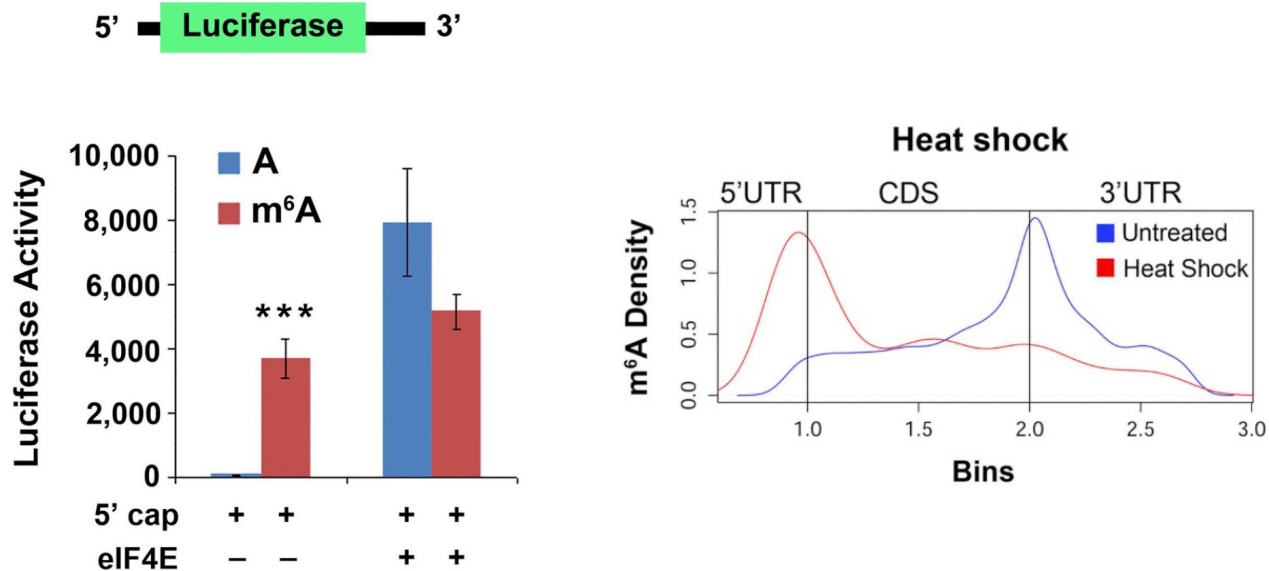 5’ Luciferase 3’
Luciferase Activity
10,000
8,000
6,000
4,000
2,000
0
A
m⁶A
***
5’ cap + + + +
eIF4E – – + +
Heat shock
5’UTR CDS 3’UTR
m⁶A Density
1.5
1.0
0.5
0.0
Untreated
Heat Shock
1.0 1.5 2.0 2.5 3.0
Bins